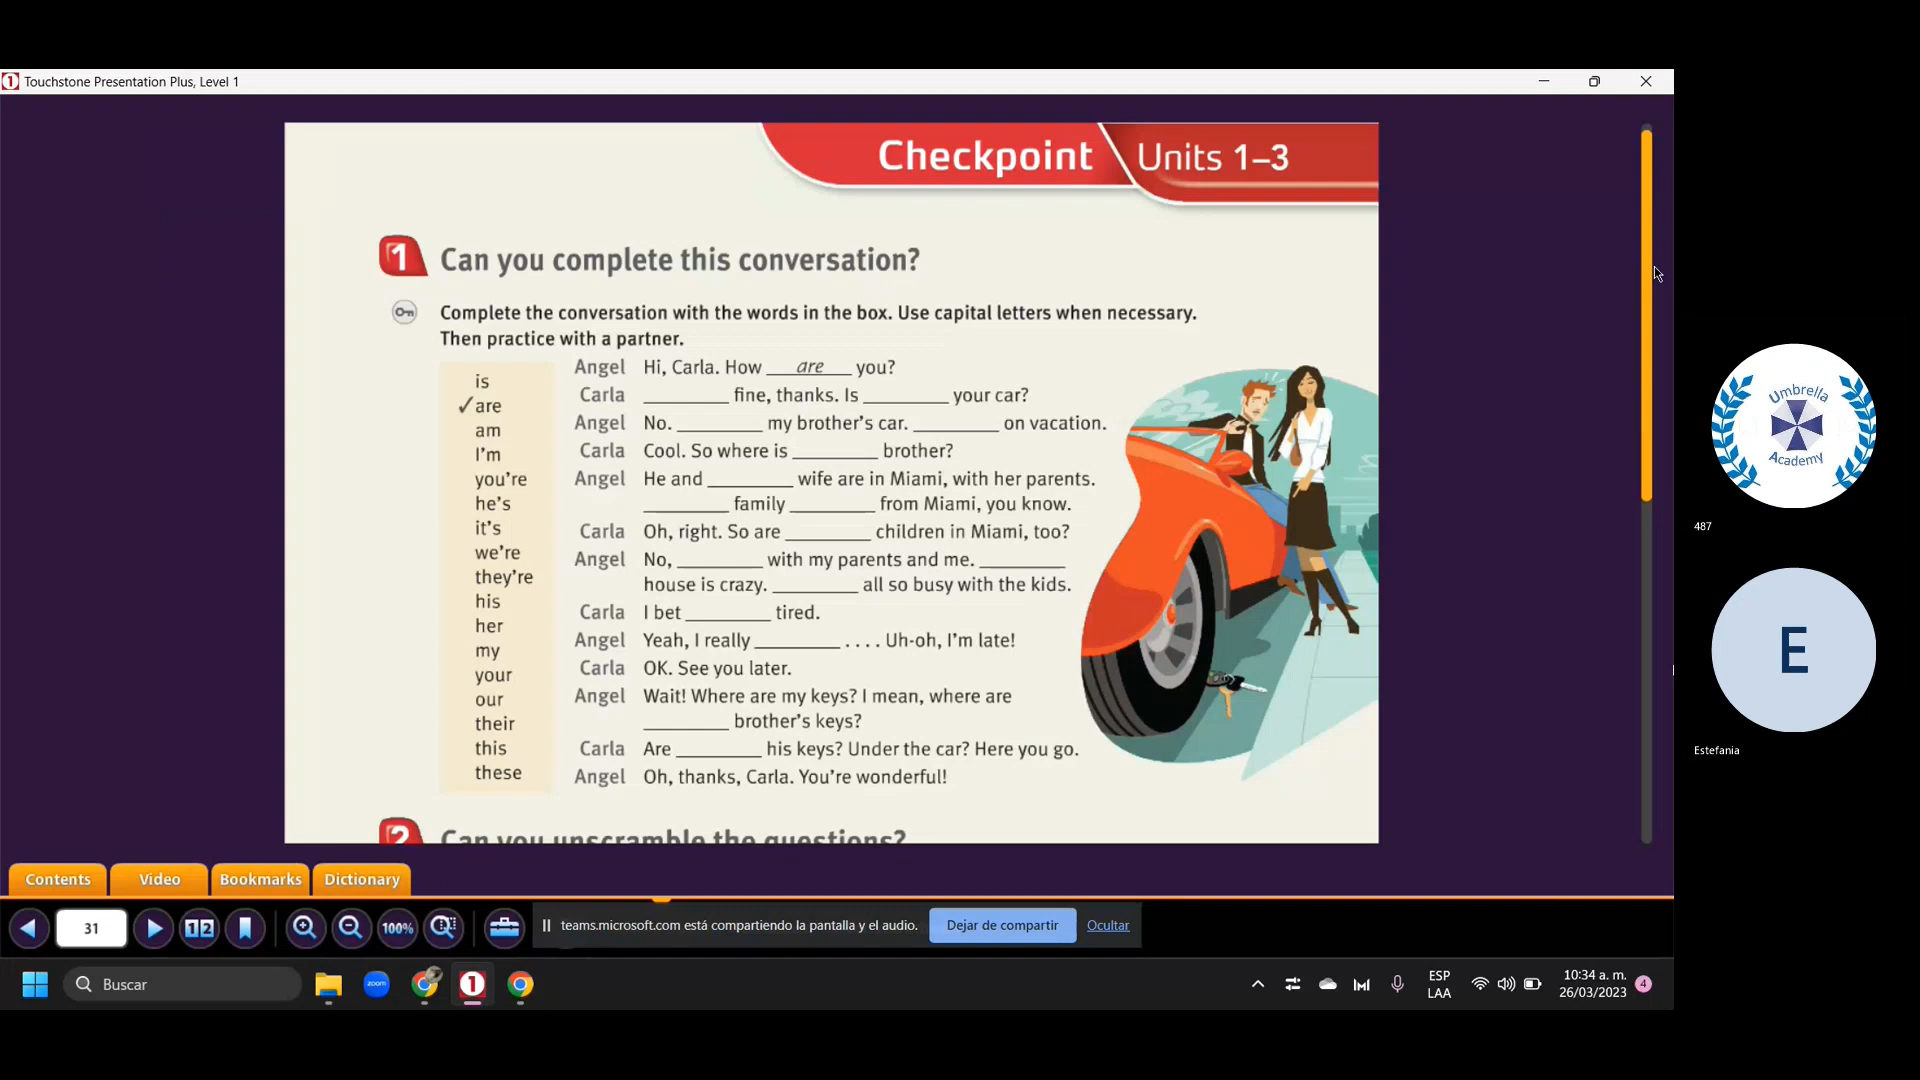 Touchstone Presentation Plus, Level 1
Checkpoint Units 1–3
1 Can you complete this conversation?
Complete the conversation with the words in the box. Use capital letters when necessary.
Then practice with a partner.
is
✓are
am
I'm
you're
he's
it's
we're
they're
his
her
my
your
our
their
this
these
Angel Hi, Carla. How ___are___ you?
Carla ________ fine, thanks. Is ________ your car?
Angel No. ________ my brother's car. ________ on vacation.
Carla Cool. So where is ________ brother?
Angel He and ________ wife are in Miami, with her parents.
________ family ________ from Miami, you know.
Carla Oh, right. So are ________ children in Miami, too?
Angel No, ________ with my parents and me. ________
house is crazy. ________ all so busy with the kids.
Carla I bet ________ tired.
Angel Yeah, I really ________ . . . . Uh-oh, I'm late!
Carla OK. See you later.
Angel Wait! Where are my keys? I mean, where are
________ brother's keys?
Carla Are ________ his keys? Under the car? Here you go.
Angel Oh, thanks, Carla. You're wonderful!
2 Can you unscramble the questions?
Umbrella
Academy
487
E
Estefania
Contents Video Bookmarks Dictionary
31
12
100%
teams.microsoft.com está compartiendo la pantalla y el audio. Dejar de compartir Ocultar
Buscar
zoom
1
ESP
LAA
10:34 a. m.
26/03/2023
4